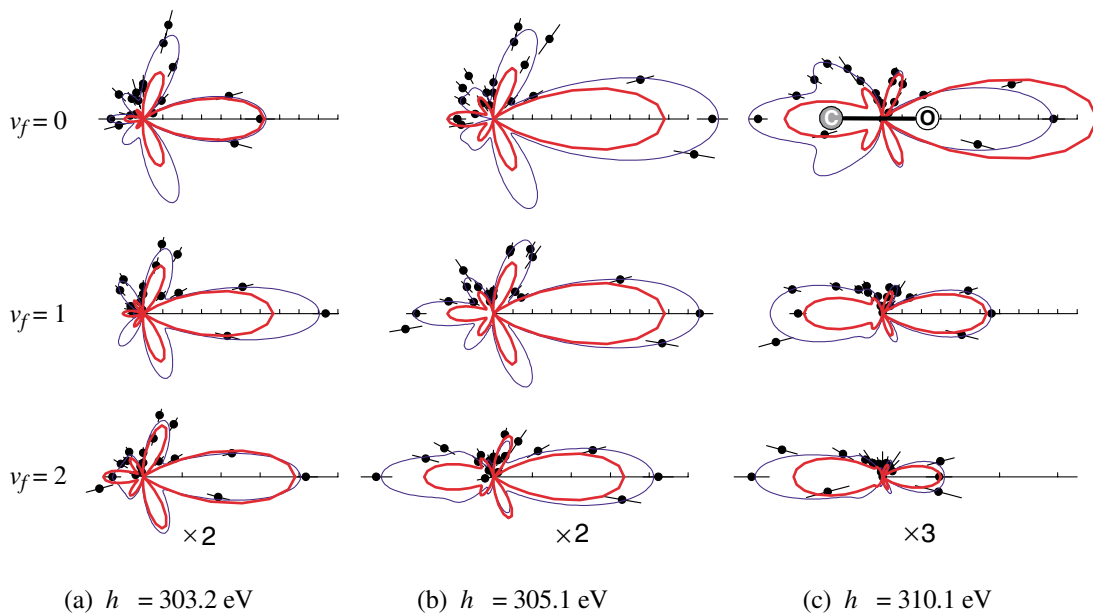 v_f = 0
C O
v_f = 1
v_f = 2
×2 ×2 ×3
(a) h = 303.2 eV (b) h = 305.1 eV (c) h = 310.1 eV